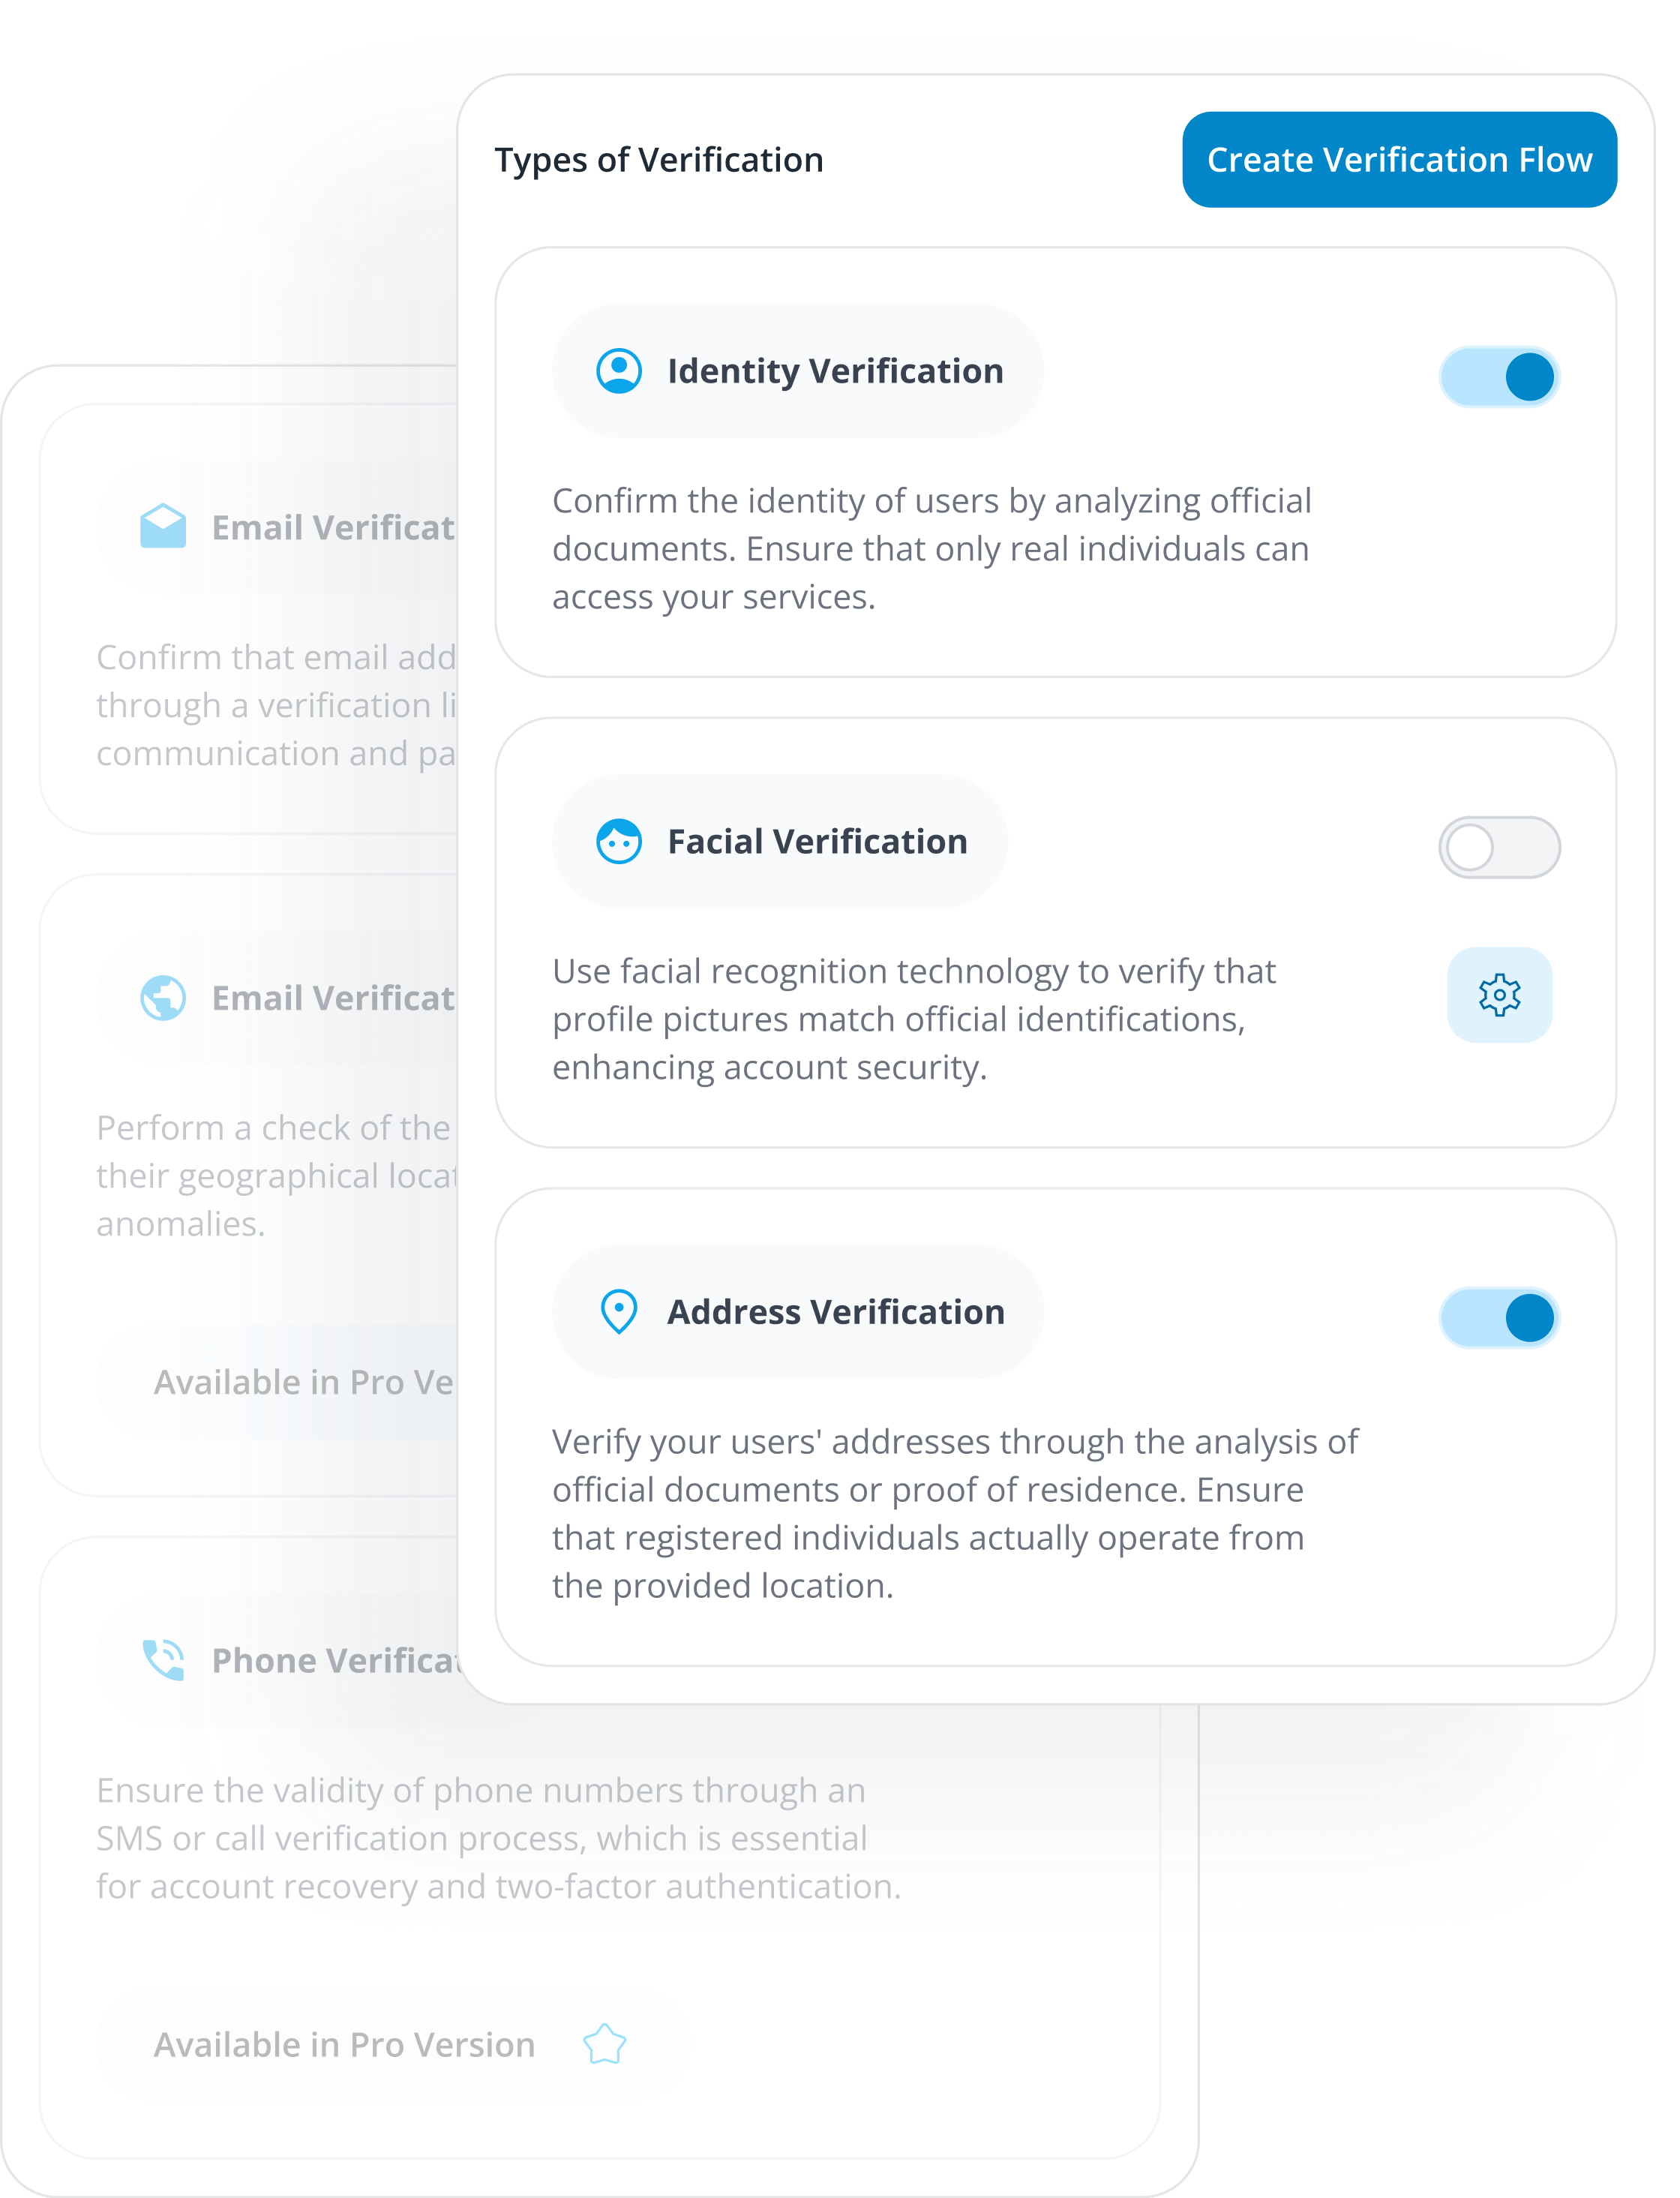 Types of Verification
Create Verification Flow
Identity Verification
Confirm the identity of users by analyzing official
documents. Ensure that only real individuals can
access your services.
Facial Verification
Use facial recognition technology to verify that
profile pictures match official identifications,
enhancing account security.
Address Verification
Verify your users' addresses through the analysis of
official documents or proof of residence. Ensure
that registered individuals actually operate from
the provided location.
Email Verificat
Confirm that email add
through a verification li
communication and pa
Email Verificat
Perform a check of the
their geographical locat
anomalies.
Available in Pro Ve
Phone Verificat
Ensure the validity of phone numbers through an
SMS or call verification process, which is essential
for account recovery and two-factor authentication.
Available in Pro Version